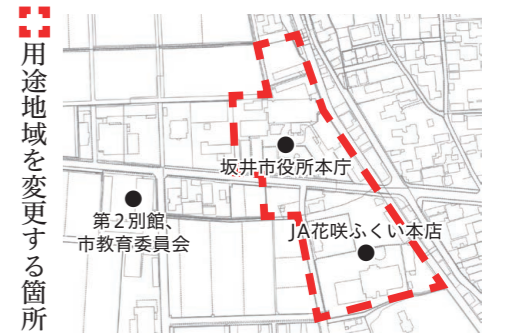 用途地域を変更する箇所
坂井市役所本庁
第2別館、
市教育委員会
JA花咲ふくい本店